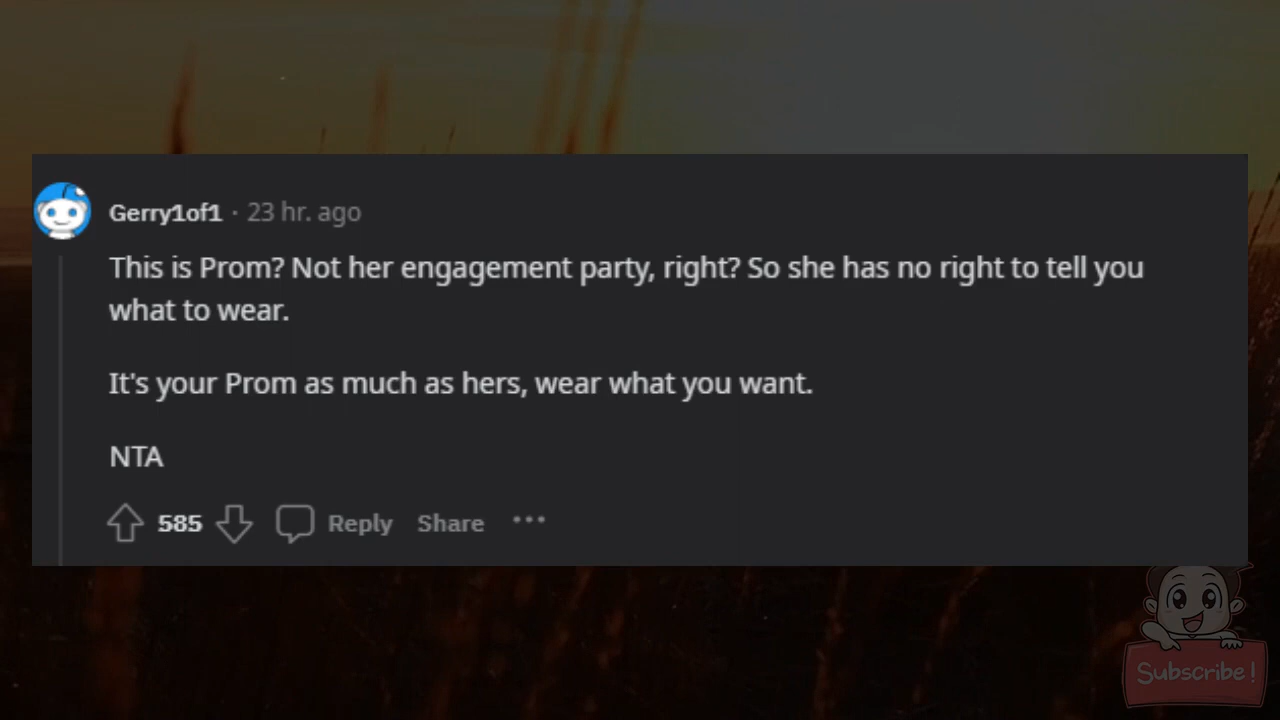 Gerry1of1 · 23 hr. ago
This is Prom? Not her engagement party, right? So she has no right to tell you
what to wear.
It's your Prom as much as hers, wear what you want.
NTA
585 Reply Share ...
Subscribe!